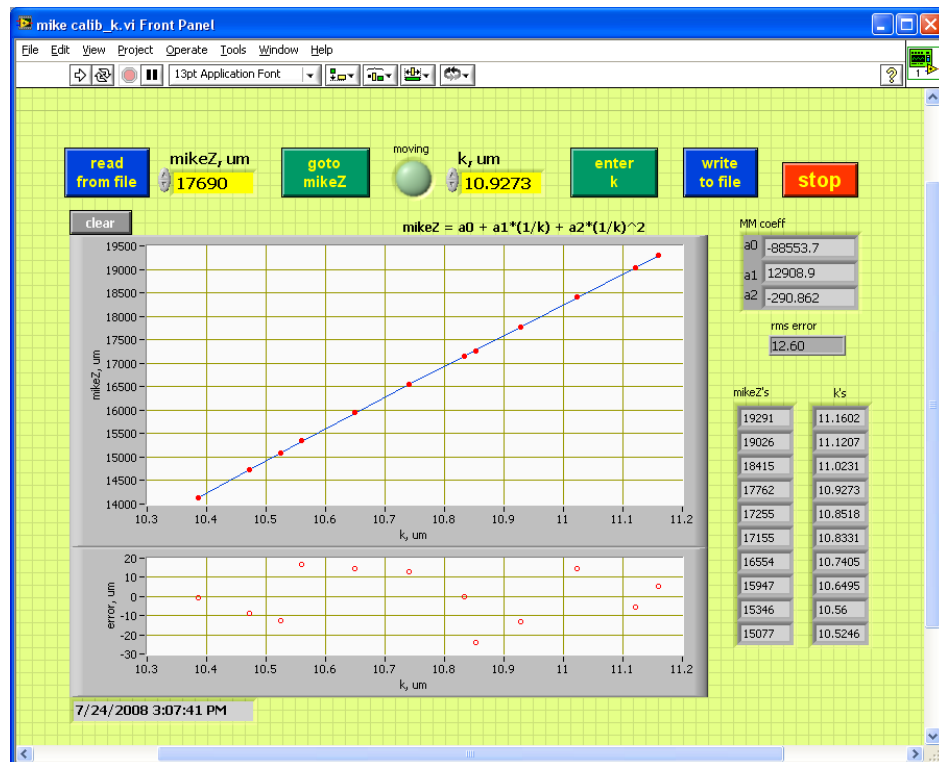 mike calib_k.vi Front Panel
File Edit View Project Operate Tools Window Help
13pt Application Font
1
read
from file
mikeZ, um
17690
goto
mikeZ
moving
k, um
10.9273
enter
k
write
to file
stop
clear
mikeZ = a0 + a1*(1/k) + a2*(1/k)^2
mikeZ, um
19500
19000
18500
18000
17500
17000
16500
16000
15500
15000
14500
14000
10.3 10.4 10.5 10.6 10.7 10.8 10.9 11 11.1 11.2
k, um
error, um
20
10
0
-10
-20
-30
10.3 10.4 10.5 10.6 10.7 10.8 10.9 11 11.1 11.2
k, um
7/24/2008 3:07:41 PM
MM coeff
a0 -88553.7
a1 12908.9
a2 -290.862
rms error
12.60
mikeZ's k's
19291 11.1602
19026 11.1207
18415 11.0231
17762 10.9273
17255 10.8518
17155 10.8331
16554 10.7405
15947 10.6495
15346 10.56
15077 10.5246